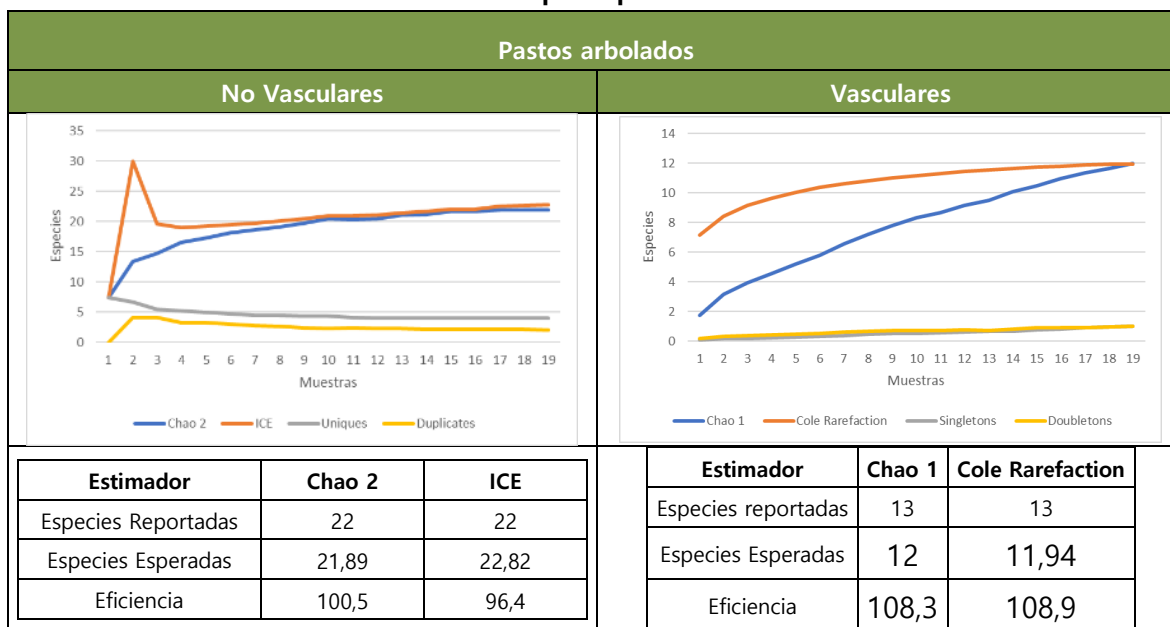 Pastos arbolados
No Vasculares
Vasculares
35
30
25
20
15
10
5
0
Especies
1 2 3 4 5 6 7 8 9 10 11 12 13 14 15 16 17 18 19
Muestras
Chao 2 ICE Uniques Duplicates
14
12
10
8
6
4
2
0
Especies
1 2 3 4 5 6 7 8 9 10 11 12 13 14 15 16 17 18 19
Muestras
Chao 1 Cole Rarefaction Singletons Doubletons
Estimador Chao 2 ICE
Especies Reportadas 22 22
Especies Esperadas 21,89 22,82
Eficiencia 100,5 96,4
Estimador Chao 1 Cole Rarefaction
Especies reportadas 13 13
Especies Esperadas 12 11,94
Eficiencia 108,3 108,9